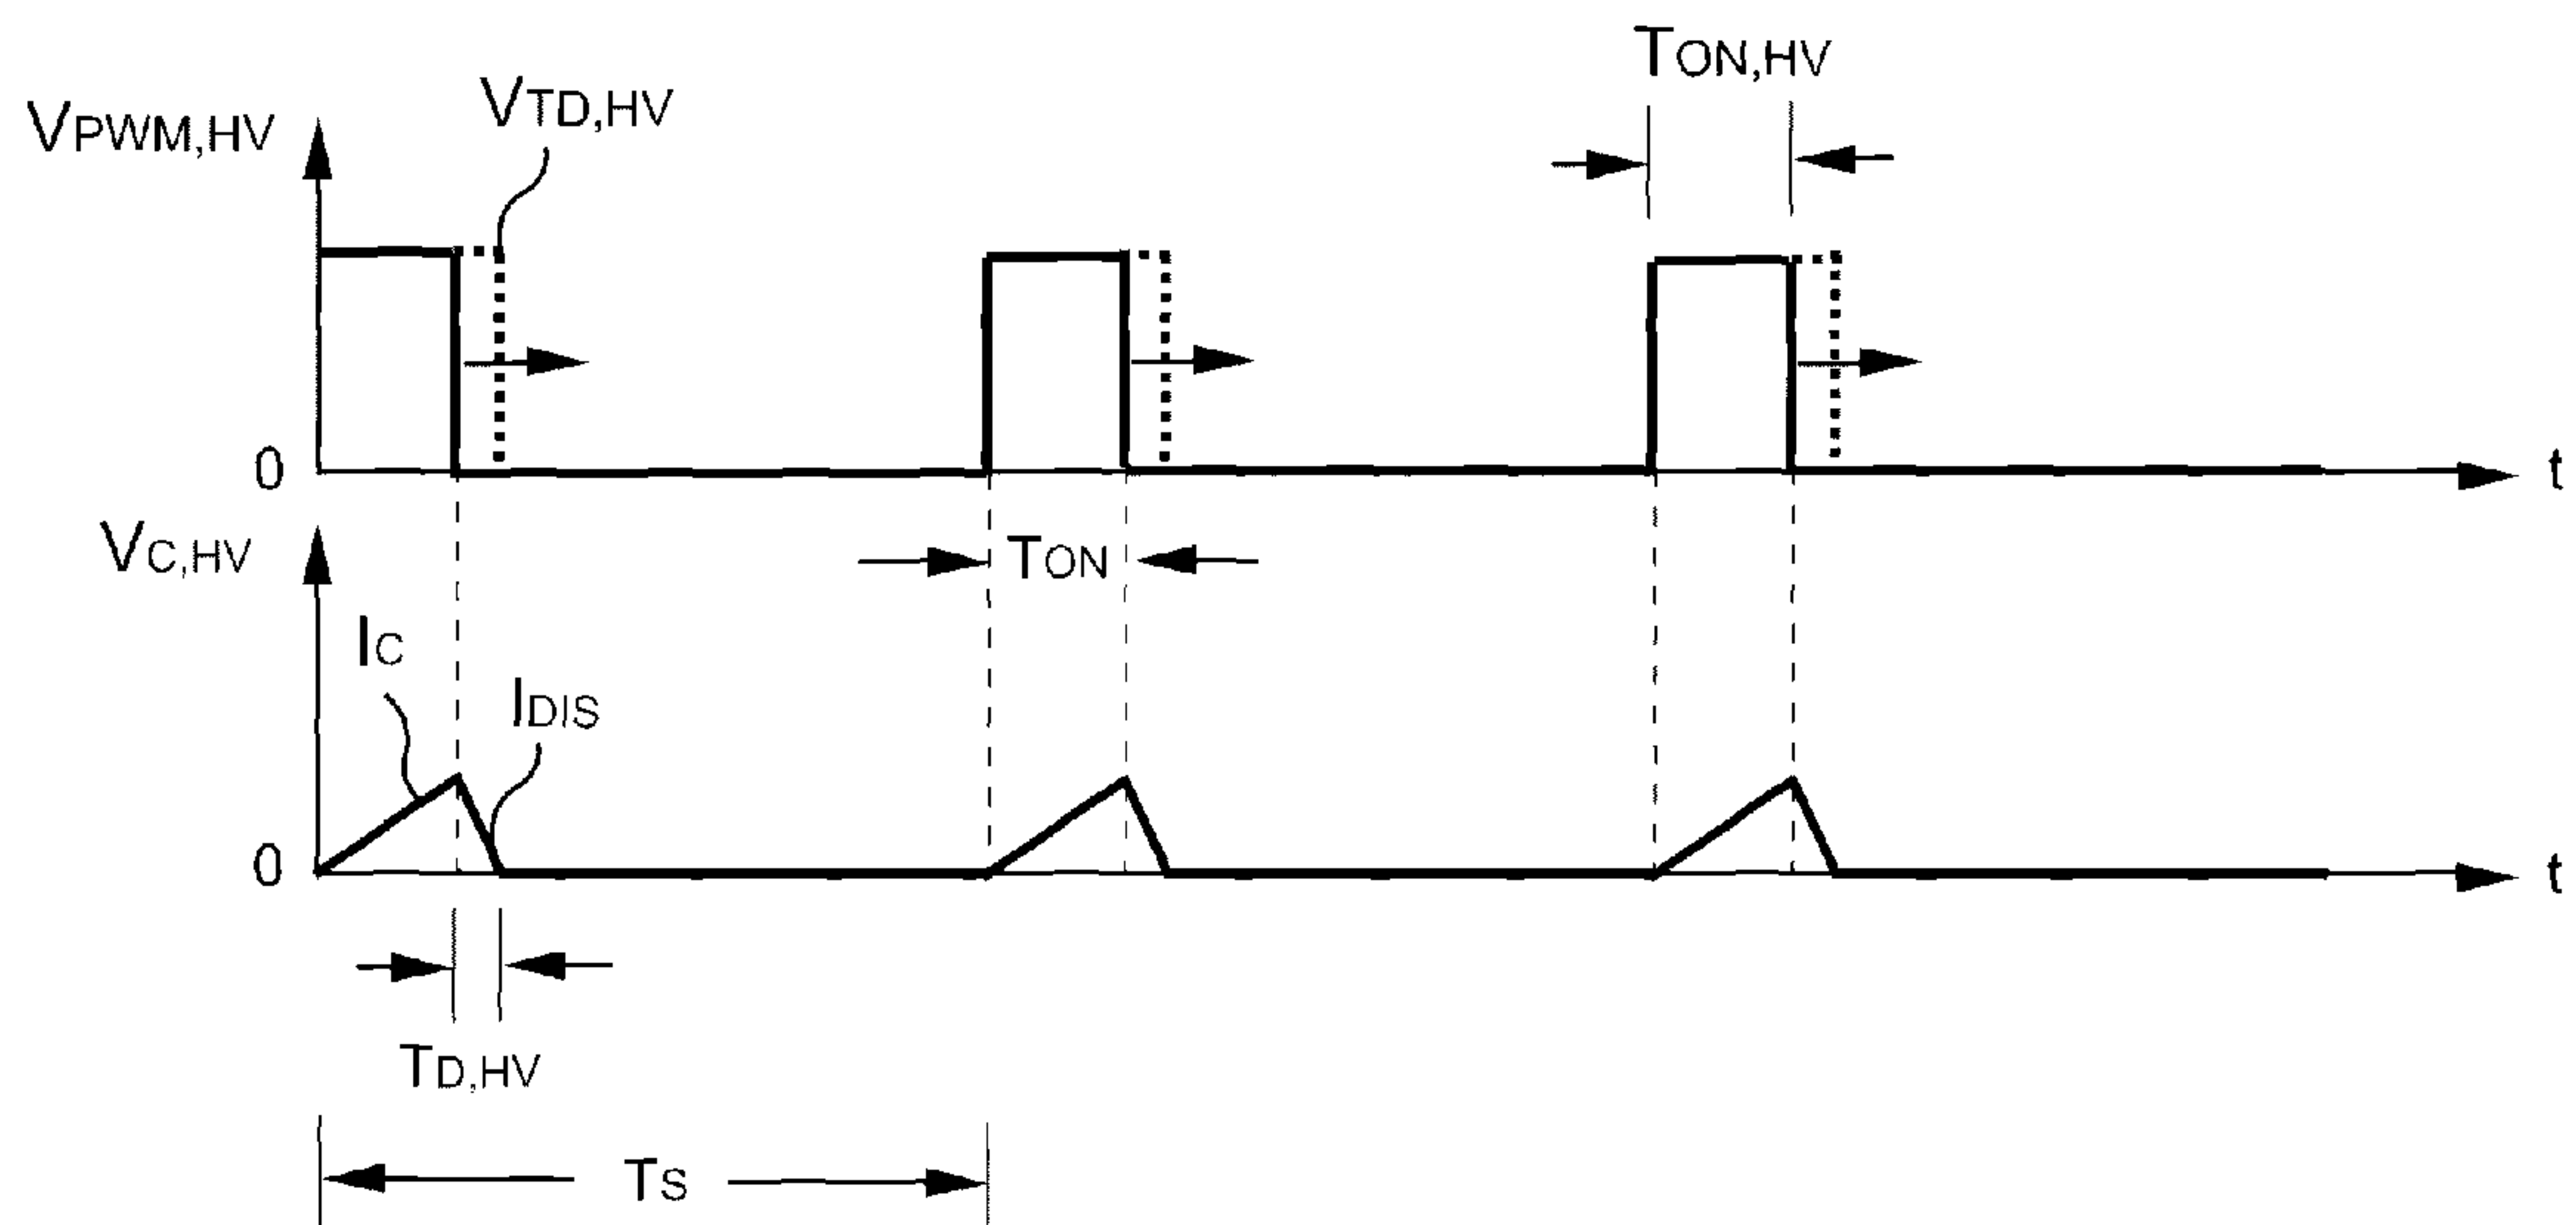 TON,HV
VTD,HV
VPWM,HV
0
t
VC,HV
TON
IC
IDIS
0
t
TD,HV
TS